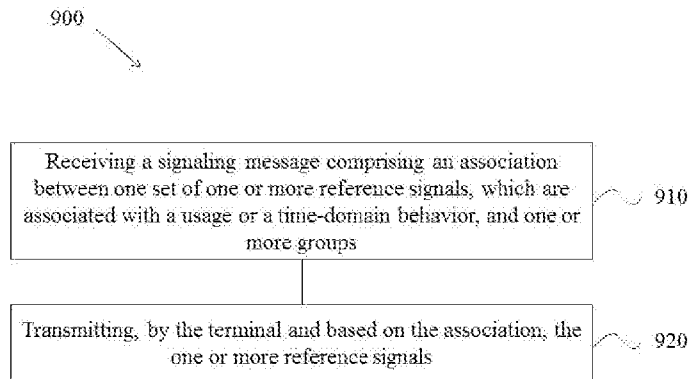 900
Receiving a signaling message comprising an association
between one set of one or more reference signals, which are
associated with a usage or a time-domain behavior, and one or
more groups
910
Transmitting, by the terminal and based on the association, the
one or more reference signals
920